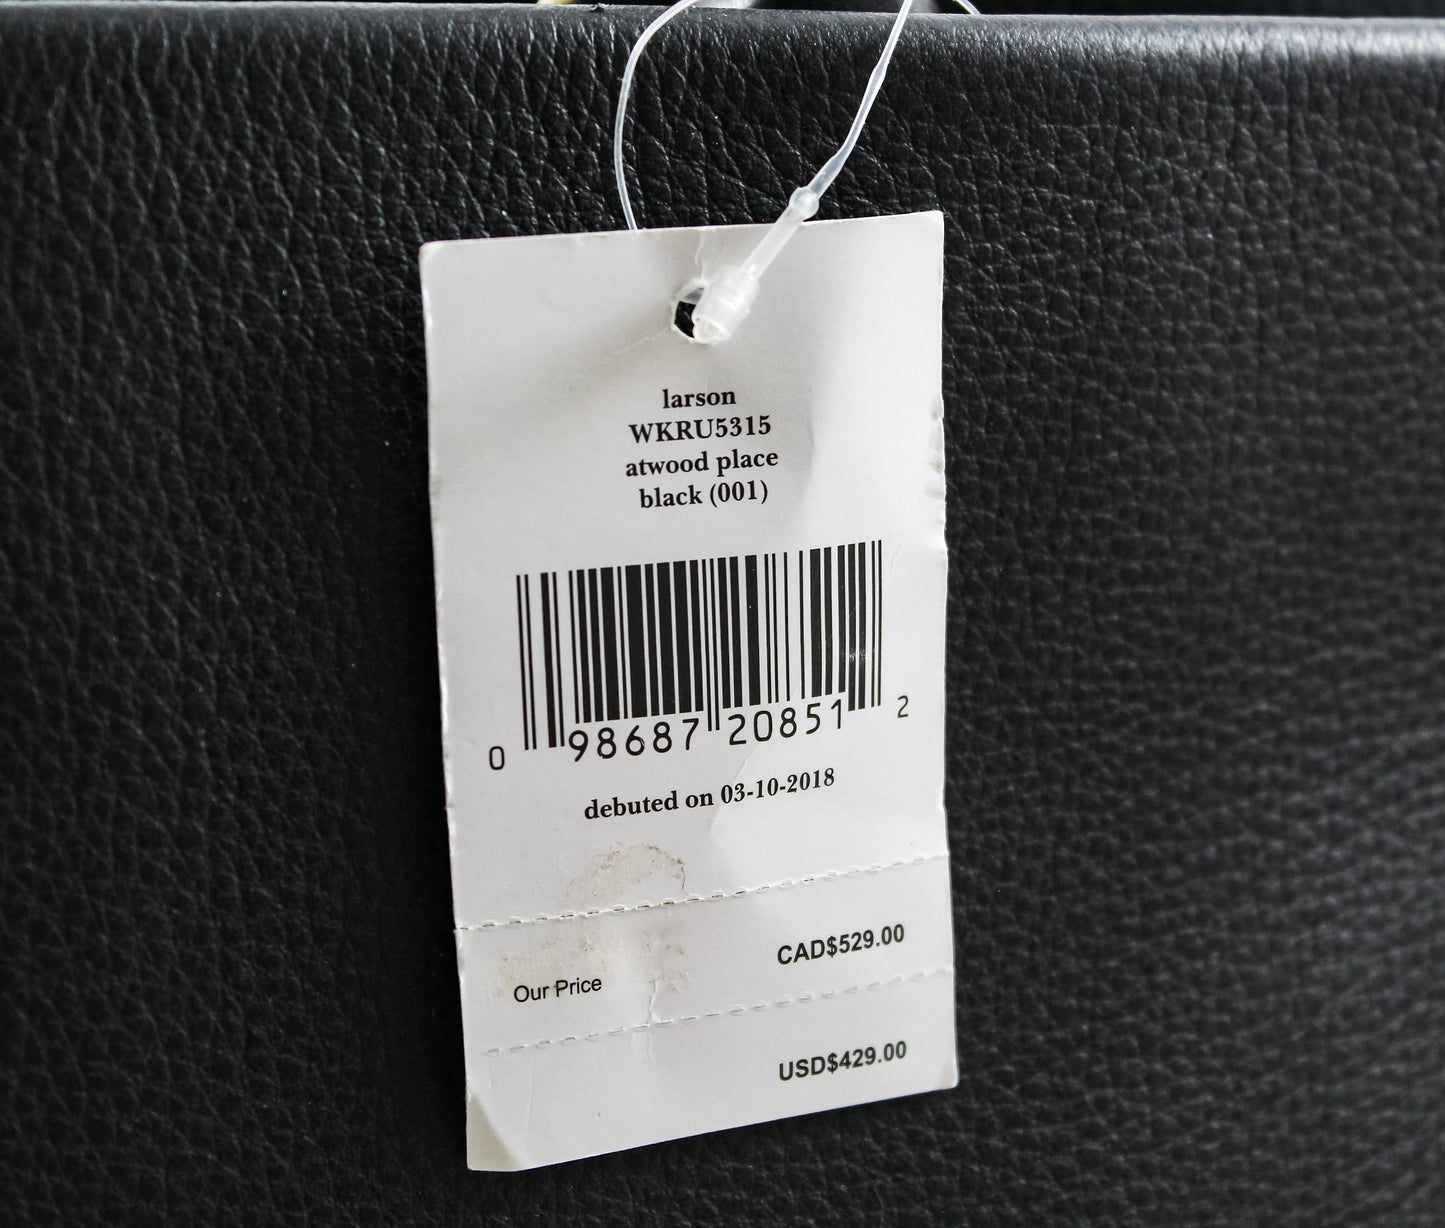 larson
WKRU5315
atwood place
black (001)
0 98687 20851 2
debuted on 03-10-2018
CAD$529.00
Our Price
USD$429.00